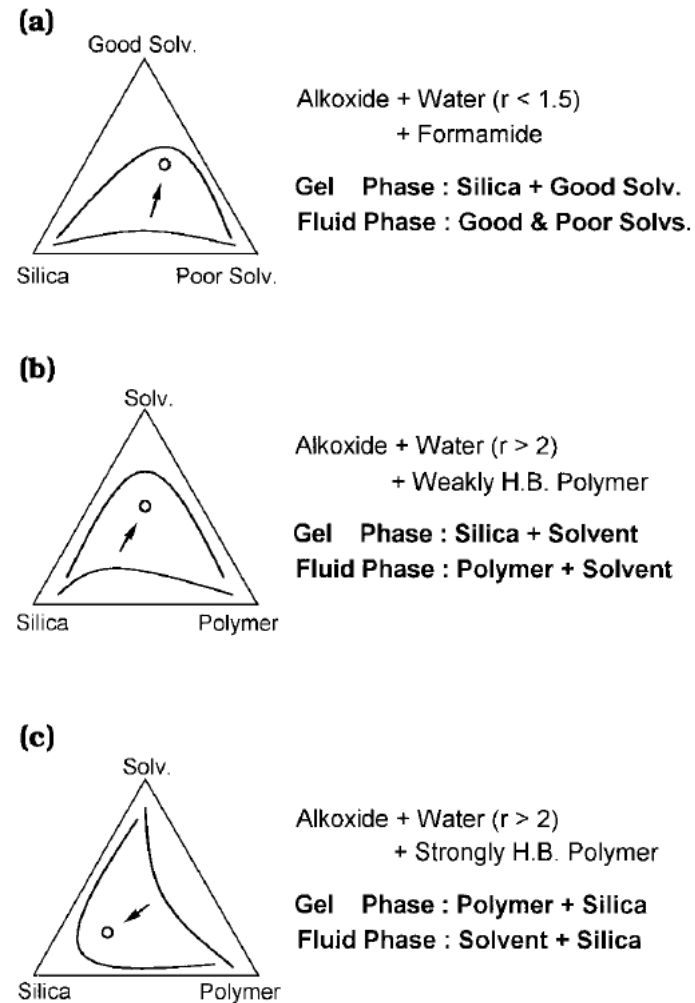 (a)
Good Solv.
Silica Poor Solv.
Alkoxide + Water (r < 1.5)
+ Formamide
Gel Phase : Silica + Good Solv.
Fluid Phase : Good & Poor Solvs.
(b)
Solv.
Silica Polymer
Alkoxide + Water (r > 2)
+ Weakly H.B. Polymer
Gel Phase : Silica + Solvent
Fluid Phase : Polymer + Solvent
(c)
Solv.
Silica Polymer
Alkoxide + Water (r > 2)
+ Strongly H.B. Polymer
Gel Phase : Polymer + Silica
Fluid Phase : Solvent + Silica